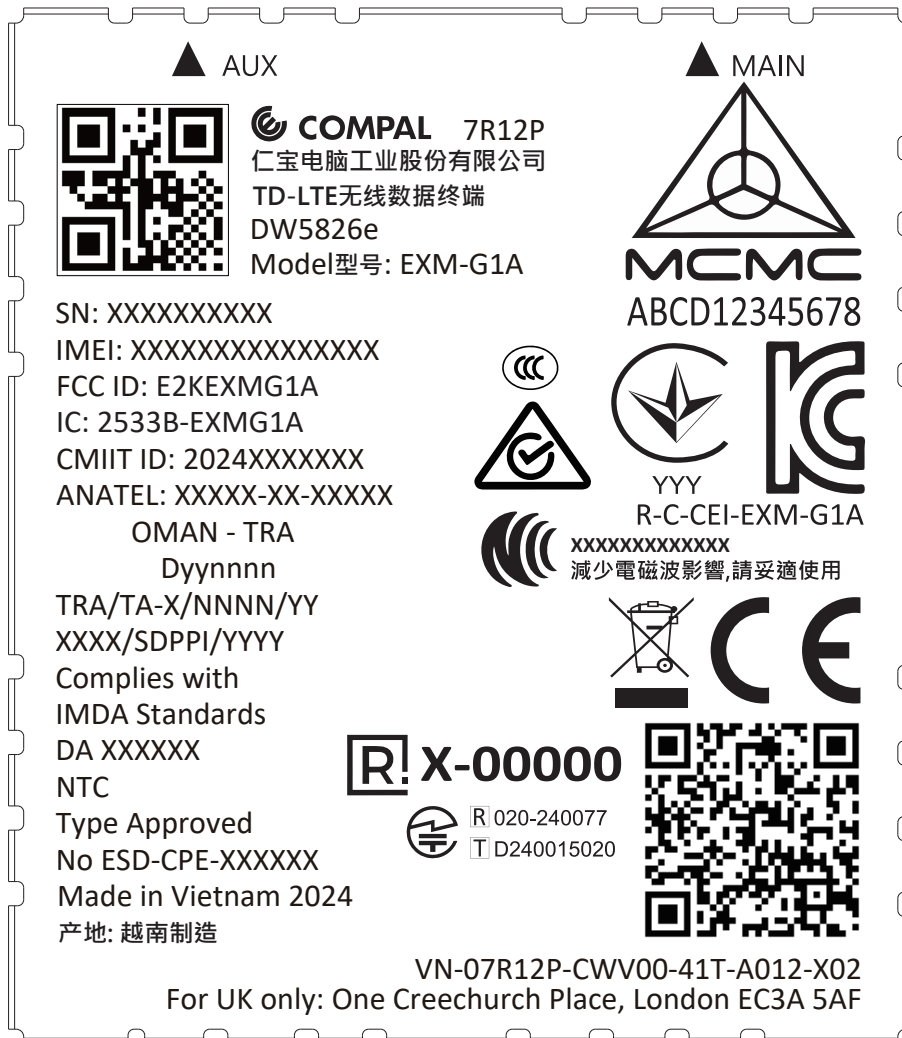 AUX
MAIN
COMPAL 7R12P
仁宝电脑工业股份有限公司
TD-LTE无线数据终端
DW5826e
Model型号: EXM-G1A
MCMC
ABCD12345678
SN: XXXXXXXXXX
IMEI: XXXXXXXXXXXXXXX
FCC ID: E2KEXMG1A
IC: 2533B-EXMG1A
CMIIT ID: 2024XXXXXXX
ANATEL: XXXXX-XX-XXXXX
OMAN - TRA
Dyynnnn
TRA/TA-X/NNNN/YY
XXXX/SDPPI/YYYY
Complies with
IMDA Standards
DA XXXXXX
NTC
Type Approved
No ESD-CPE-XXXXXX
Made in Vietnam 2024
产地: 越南制造
CCC
YYY
KC
R-C-CEI-EXM-G1A
XXXXXXXXXXXXX
減少電磁波影響,請妥適使用
CE
R! X-00000
R 020-240077
T D240015020
VN-07R12P-CWV00-41T-A012-X02
For UK only: One Creechurch Place, London EC3A 5AF